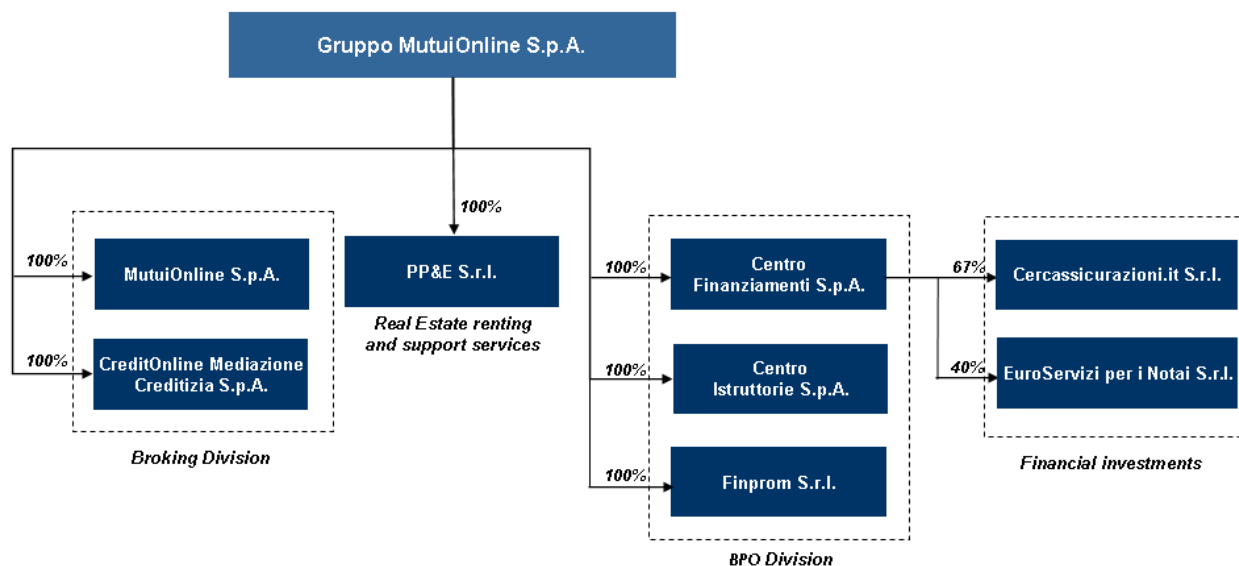 Gruppo MutuiOnline S.p.A.
100%
100%
MutuiOnline S.p.A.
100%
CreditOnline Mediazione
Creditizia S.p.A.
Broking Division
PP&E S.r.l.
Real Estate renting
and support services
100%
Centro
Finanziamenti S.p.A.
100%
Centro
Istruttorie S.p.A.
100%
Finprom S.r.l.
BPO Division
67%
Cercassicurazioni.it S.r.l.
40%
EuroServizi per i Notai S.r.l.
Financial investments